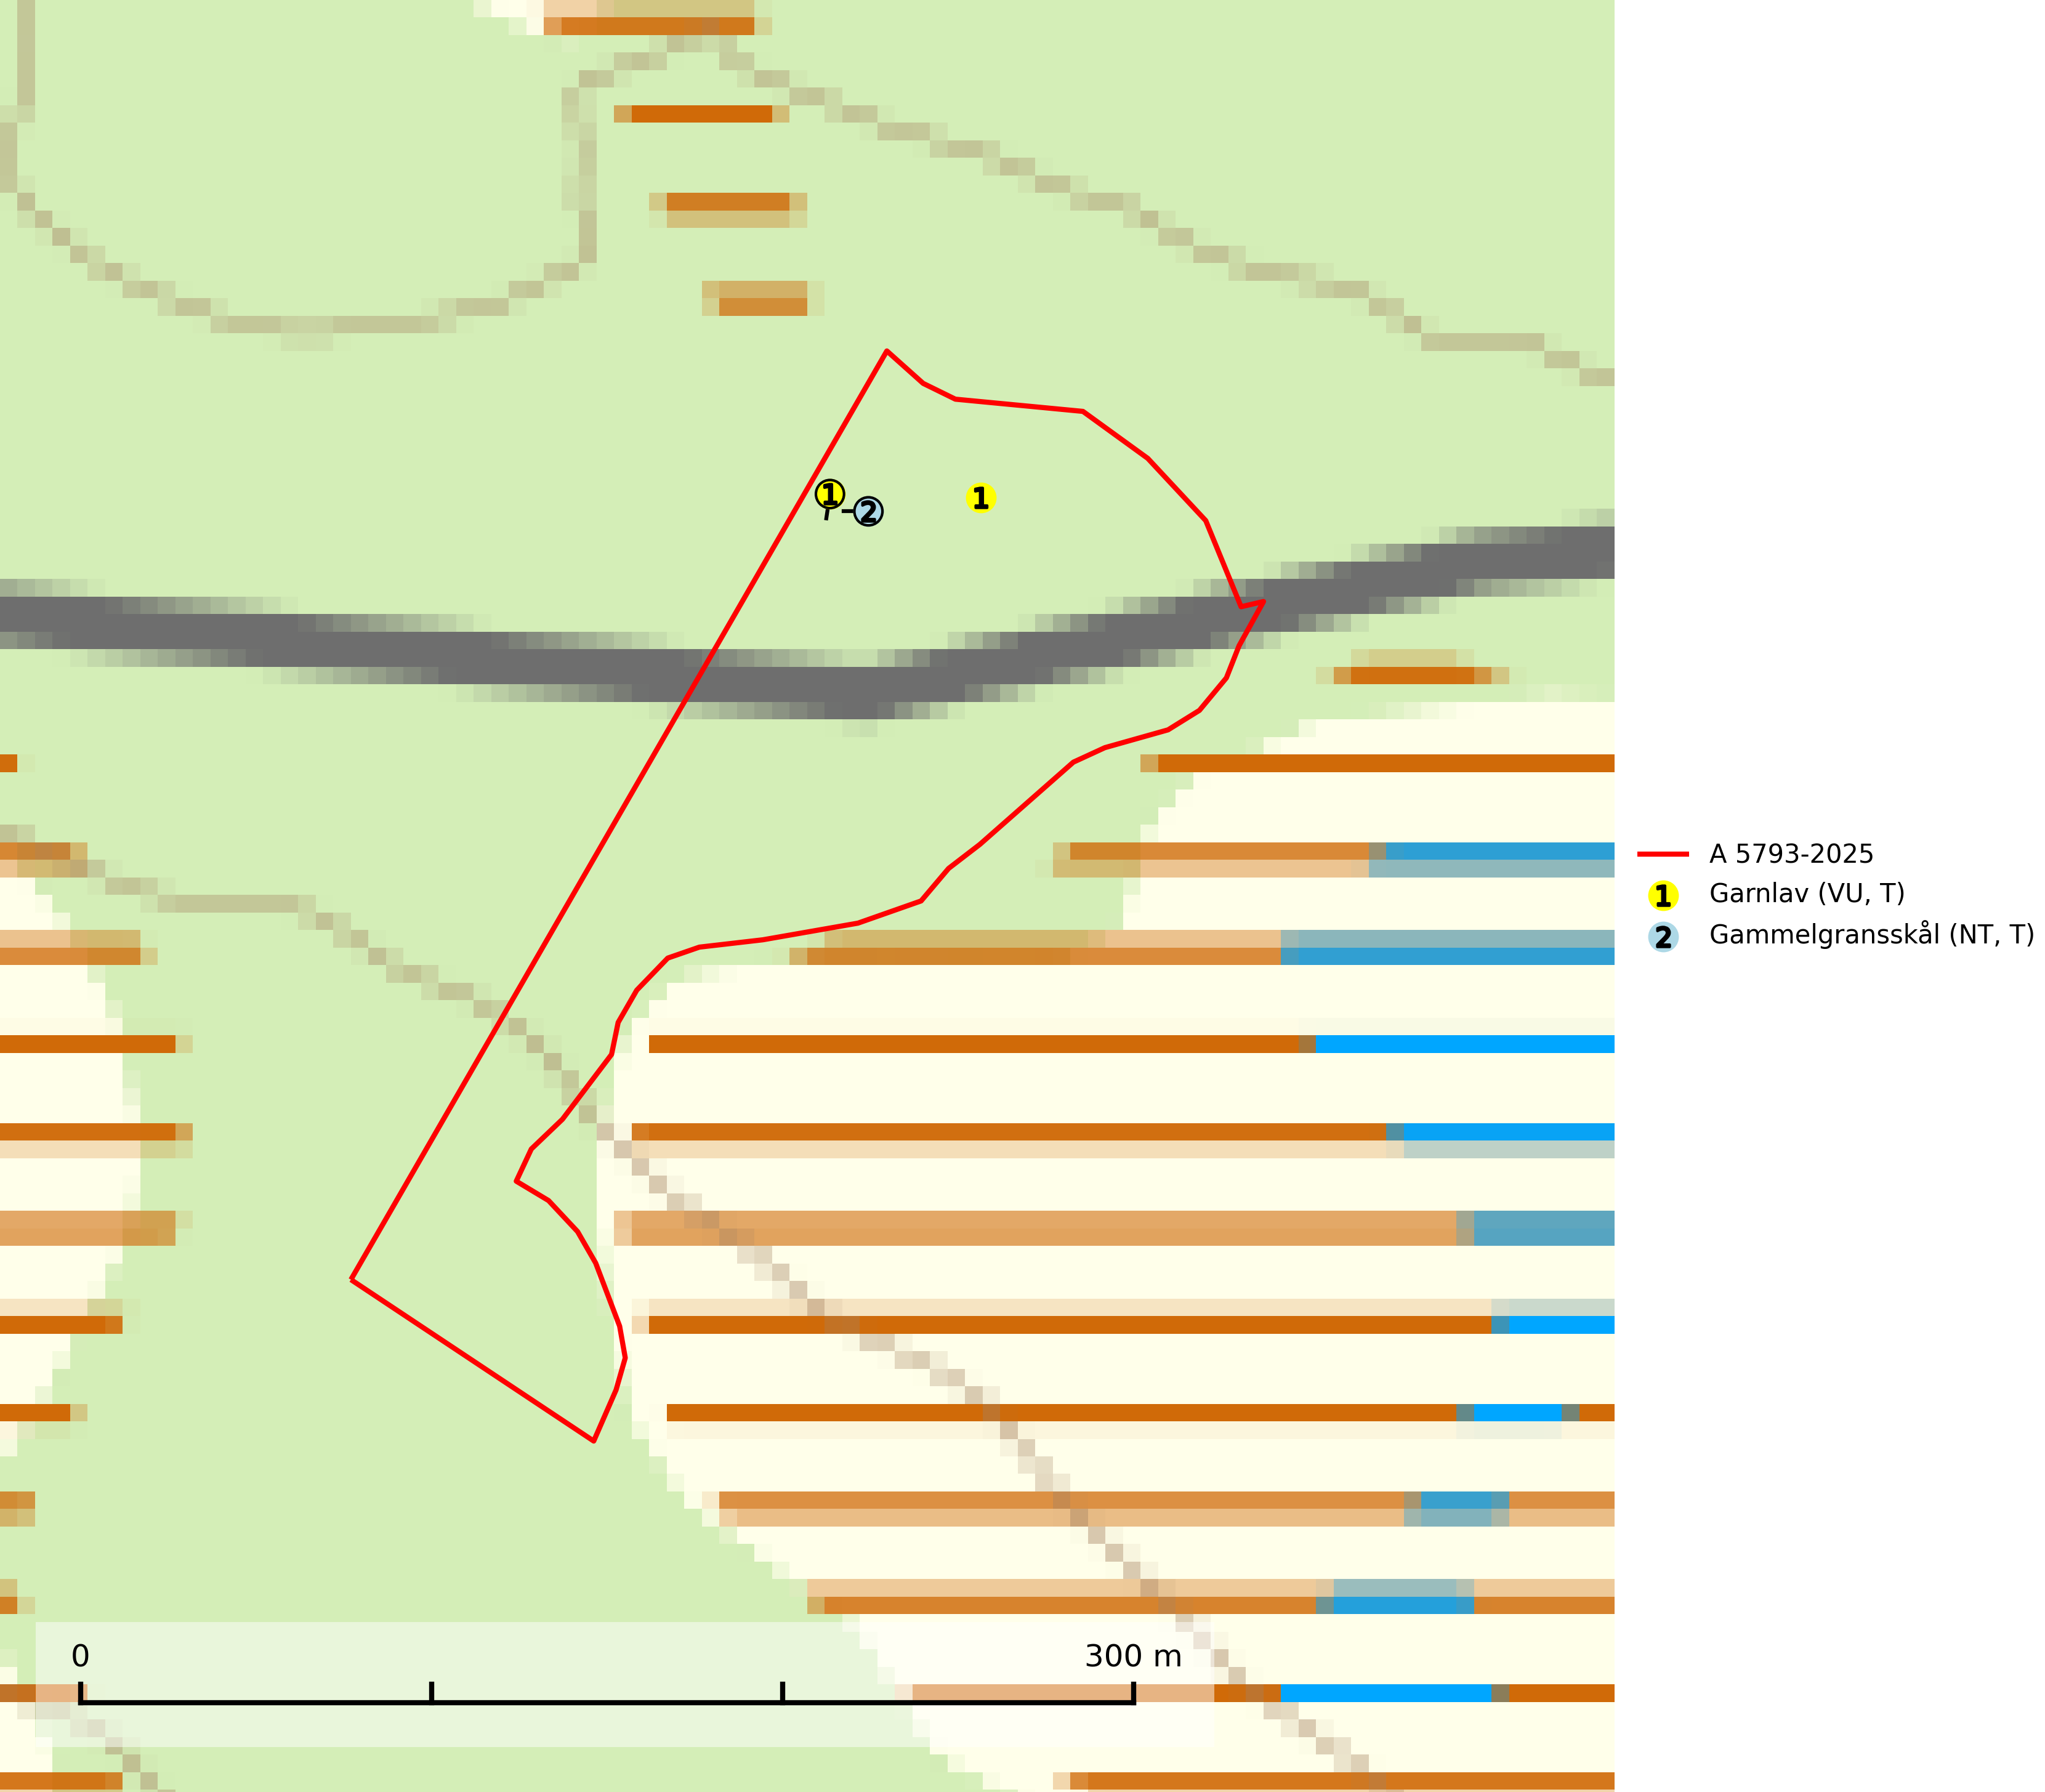 1
2
1
A 5793-2025
1 Garnlav (VU, T)
2 Gammelgransskål (NT, T)
0 300 m